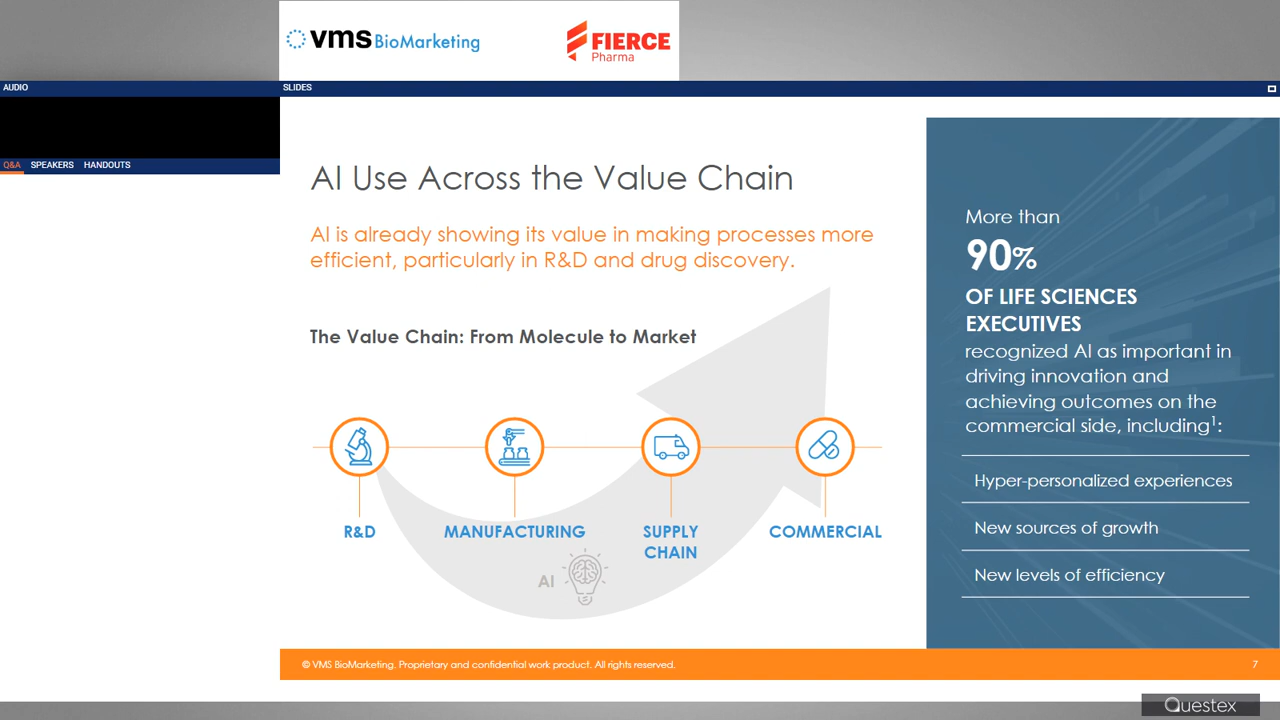 vms BioMarketing
FIERCE
Pharma
AUDIO
SLIDES
Q&A SPEAKERS HANDOUTS
AI Use Across the Value Chain
AI is already showing its value in making processes more
efficient, particularly in R&D and drug discovery.
The Value Chain: From Molecule to Market
R&D
MANUFACTURING
SUPPLY
CHAIN
COMMERCIAL
AI
More than
90%
OF LIFE SCIENCES
EXECUTIVES
recognized AI as important in
driving innovation and
achieving outcomes on the
commercial side, including¹:
Hyper-personalized experiences
New sources of growth
New levels of efficiency
© VMS BioMarketing. Proprietary and confidential work product. All rights reserved.
7
Questex